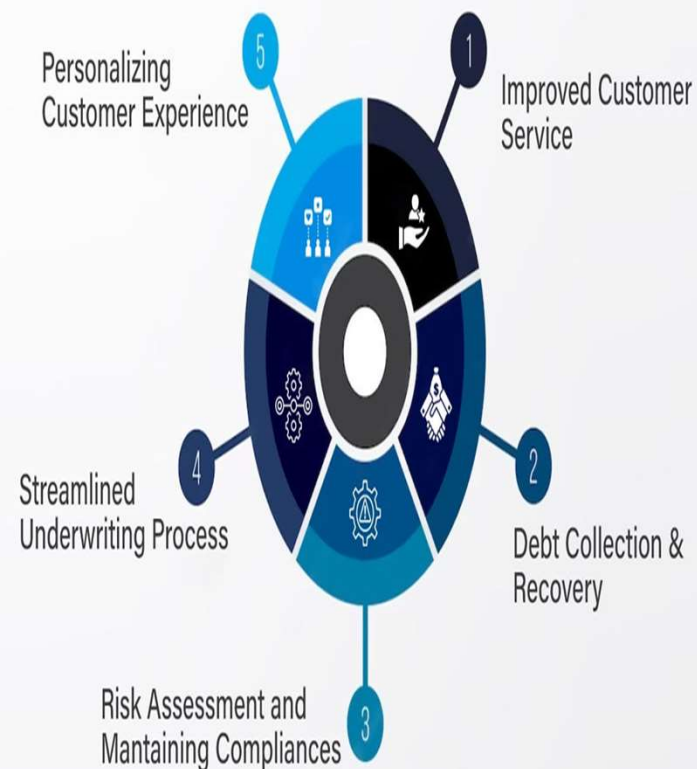 5
Personalizing
Customer Experience
1
Improved Customer
Service
$
4
Streamlined
Underwriting Process
2
Debt Collection &
Recovery
3
Risk Assessment and
Mantaining Compliances